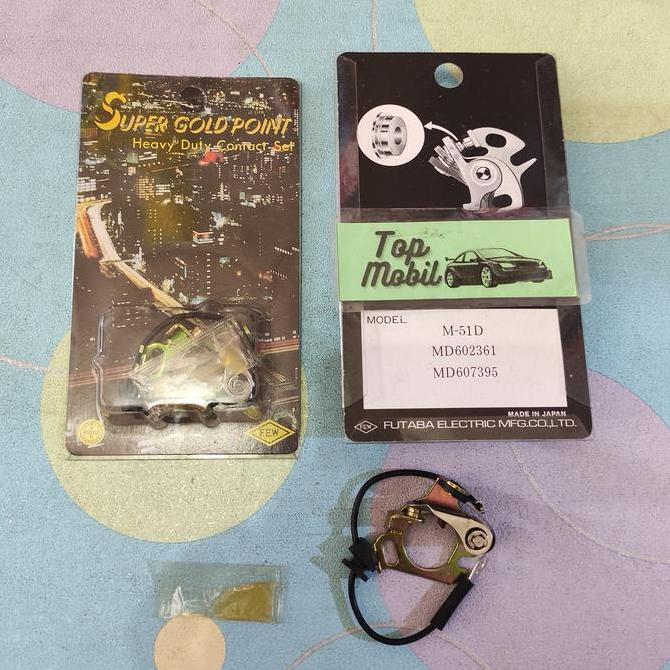 SUPER GOLD POINT
Heavy Duty Contact Set
F.E.W
Top
Mobil
MODEL
M-51D
MD602361
MD607395
MADE IN JAPAN
F.E.W FUTABA ELECTRIC MFG.CO.,LTD.